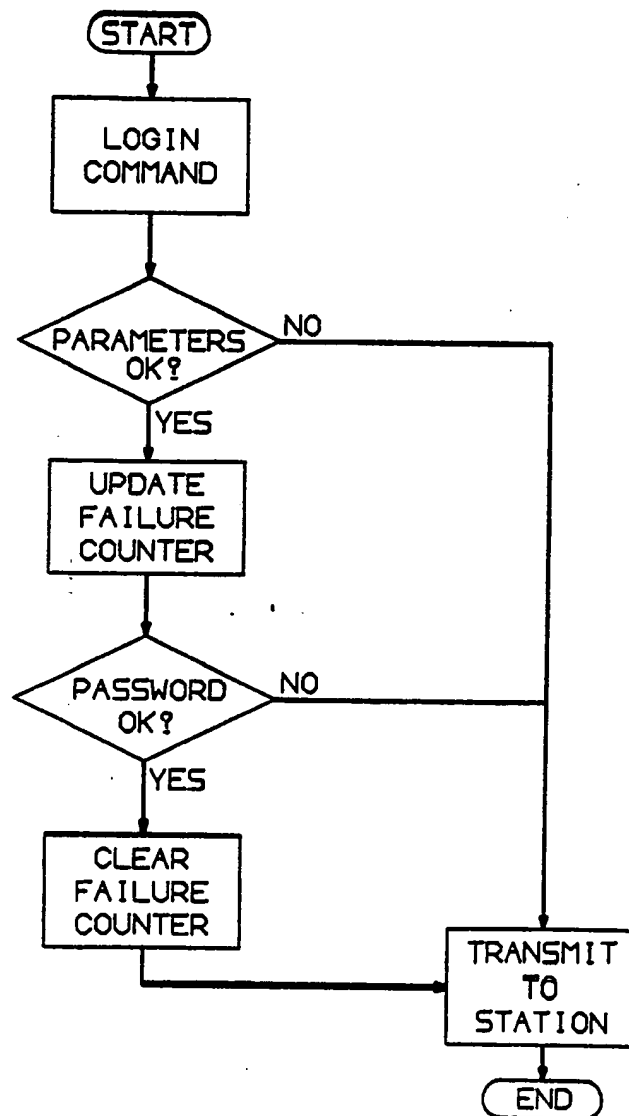 START
LOGIN
COMMAND
PARAMETERS
OK?
NO
YES
UPDATE
FAILURE
COUNTER
PASSWORD
OK?
NO
YES
CLEAR
FAILURE
COUNTER
TRANSMIT
TO
STATION
END